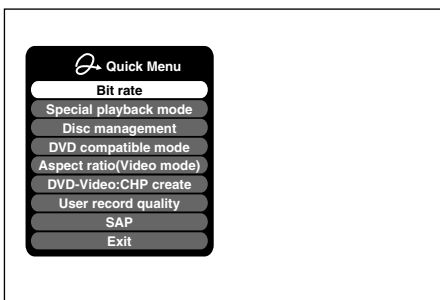 Quick Menu
Bit rate
Special playback mode
Disc management
DVD compatible mode
Aspect ratio(Video mode)
DVD-Video:CHP create
User record quality
SAP
Exit